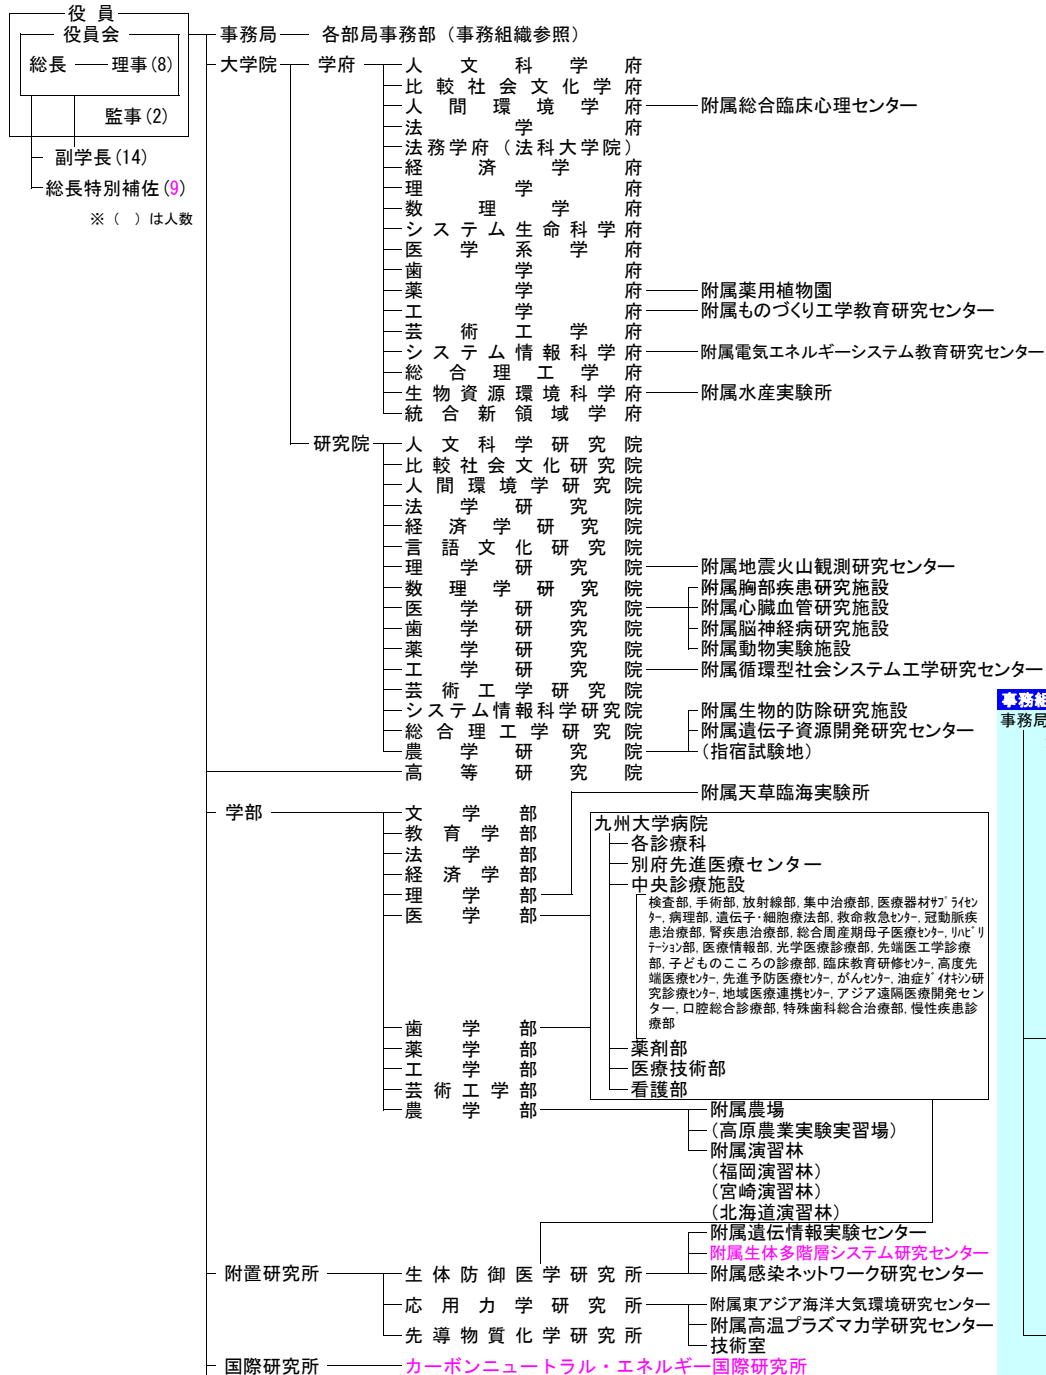 役 員
役員会
総長 理事(8)
監事(2)
副学長(14)
総長特別補佐(9)
※（ ）は人数
事務局 各部局事務部（事務組織参照）
大学院 学府 人文科学府
比較社会文化学府
人間環境学府 附属総合臨床心理センター
法学府
法務学府（法科大学院）
経済学府
理学府
数理学府
システム生命科学府
医学系学府
歯学府
薬学府 附属薬用植物園
工学府 附属ものづくり工学教育研究センター
芸術工学府
システム情報科学府 附属電気エネルギーシステム教育研究センター
総合理工学府
生物資源環境科学府 附属水産実験所
統合新領域学府
研究院 人文科学研究院
比較社会文化研究院
人間環境学研究院
法学研究院
経済学研究院
言語文化研究院
理学研究院 附属地震火山観測研究センター
数理学研究院 附属胸部疾患研究施設
医学研究院 附属心臓血管研究施設
歯学研究院 附属脳神経病研究施設
薬学研究院 附属動物実験施設
工学研究院 附属循環型社会システム工学研究センター
芸術工学研究院
システム情報科学研究院 附属生物的防除研究施設
総合理工学研究院 附属遺伝子資源開発研究センター
農学研究院 (指宿試験地)
高等研究院
附属天草臨海実験所
学部 文学部
教育学部
法学部
経済学部
理学部
医学部
歯学部
薬学部
工学部
芸術工学部
農学部
九州大学病院
各診療科
別府先進医療センター
中央診療施設
検査部, 手術部, 放射線部, 集中治療部, 医療器材ｻﾌﾟﾗｲｾﾝ
ﾀｰ, 病理部, 遺伝子・細胞療法部, 救命救急ｾﾝﾀｰ, 冠動脈疾
患治療部, 腎疾患治療部, 総合周産期母子医療ｾﾝﾀｰ, ﾘﾊﾋﾞﾘ
ﾃｰｼｮﾝ部, 医療情報部, 光学医療診療部, 先端医工学診療
部, 子どものこころの診療部, 臨床教育研修ｾﾝﾀｰ, 高度先
端医療ｾﾝﾀｰ, 先進予防医療ｾﾝﾀｰ, がんｾﾝﾀｰ, 油症ﾀﾞｲｵｷｼﾝ研
究診療ｾﾝﾀｰ, 地域医療連携ｾﾝﾀｰ, アジア遠隔医療開発セン
ター, 口腔総合診療部, 特殊歯科総合治療部, 慢性疾患診
療部
薬剤部
医療技術部
看護部
附属農場
(高原農業実験実習場)
附属演習林
(福岡演習林)
(宮崎演習林)
(北海道演習林)
附属遺伝情報実験センター
附属生体多階層システム研究センター
附置研究所 生体防御医学研究所 附属感染ネットワーク研究センター
応用力学研究所 附属東アジア海洋大気環境研究センター
附属高温プラズマ力学研究センター
先導物質化学研究所 技術室
国際研究所 カーボンニュートラル・エネルギー国際研究所
事務組
事務局